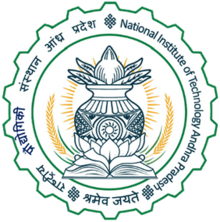 राष्ट्रीय प्रौद्योगिकी संस्थान आंध्र प्रदेश
National Institute of Technology Andhra Pradesh
श्रमेव जयते